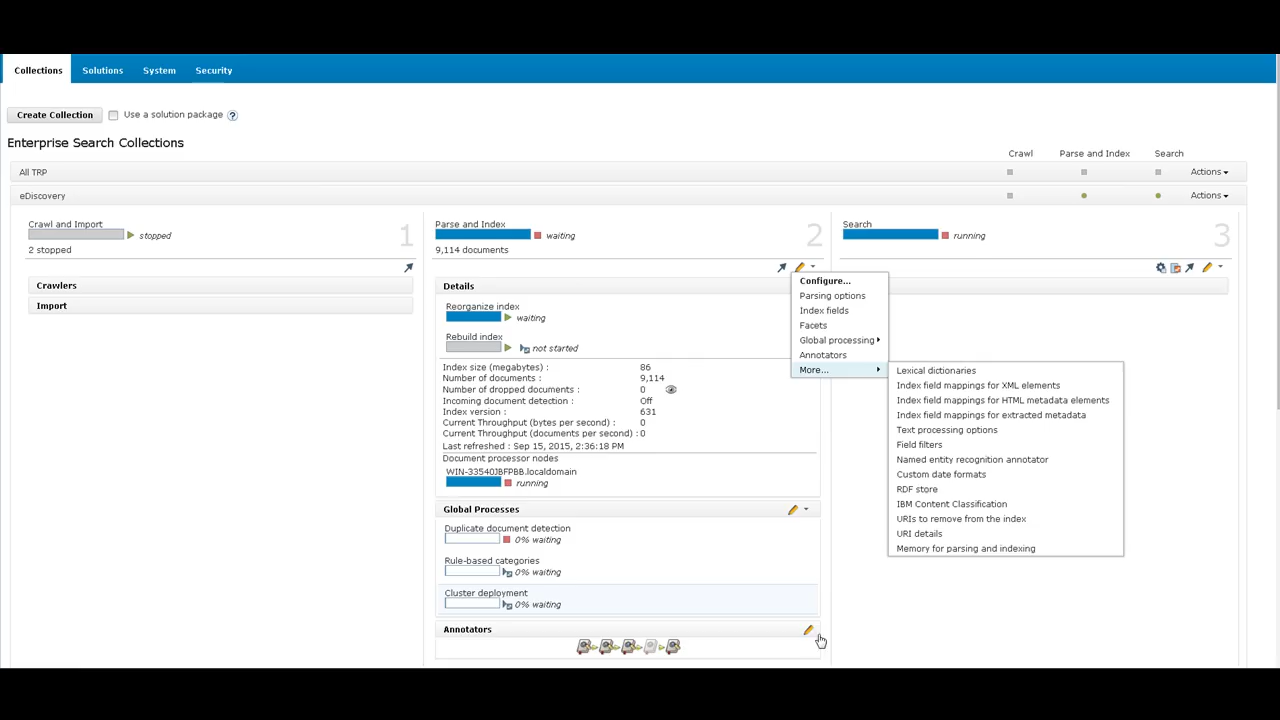 Collections Solutions System Security
Create Collection Use a solution package ?
Enterprise Search Collections
Crawl Parse and Index Search
All TRP Actions
eDiscovery Actions
Crawl and Import
stopped
1
2 stopped
Crawlers
Import
Parse and Index
waiting
2
9,114 documents
Details
Reorganize index
waiting
Rebuild index
not started
Index size (megabytes) 86
Number of documents : 9,114
Number of dropped documents : 0
Incoming document detection : Off
Index version : 631
Current Throughput (bytes per second) : 0
Current Throughput (documents per second) : 0
Last refreshed : Sep 15, 2015, 2:36:18 PM
Document processor nodes
WIN-33540JBFPBB.localdomain
running
Global Processes
Duplicate document detection
0% waiting
Rule-based categories
0% waiting
Cluster deployment
0% waiting
Annotators
Search
running
3
Configure...
Parsing options
Index fields
Facets
Global processing
Annotators
More...
Lexical dictionaries
Index field mappings for XML elements
Index field mappings for HTML metadata elements
Index field mappings for extracted metadata
Text processing options
Field filters
Named entity recognition annotator
Custom date formats
RDF store
IBM Content Classification
URIs to remove from the index
URI details
Memory for parsing and indexing